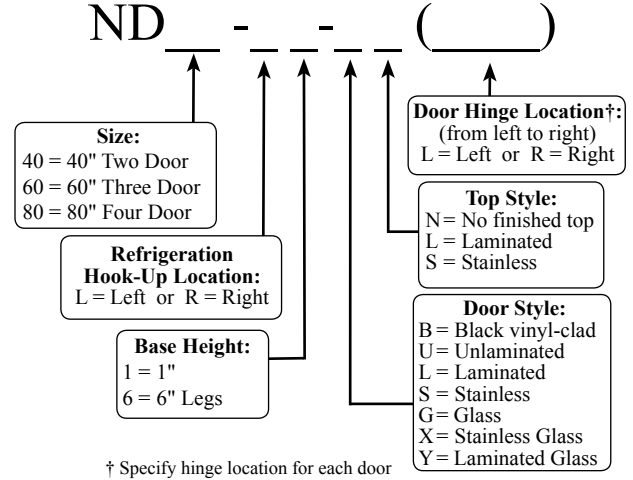 ND___ - _ _ - _ _ (______)
Door Hinge Location†:
(from left to right)
L = Left or R = Right
Size:
40 = 40" Two Door
60 = 60" Three Door
80 = 80" Four Door
Top Style:
N = No finished top
L = Laminated
S = Stainless
Refrigeration
Hook-Up Location:
L = Left or R = Right
Door Style:
B = Black vinyl-clad
U = Unlaminated
L = Laminated
S = Stainless
G = Glass
X = Stainless Glass
Y = Laminated Glass
Base Height:
1 = 1"
6 = 6" Legs
† Specify hinge location for each door